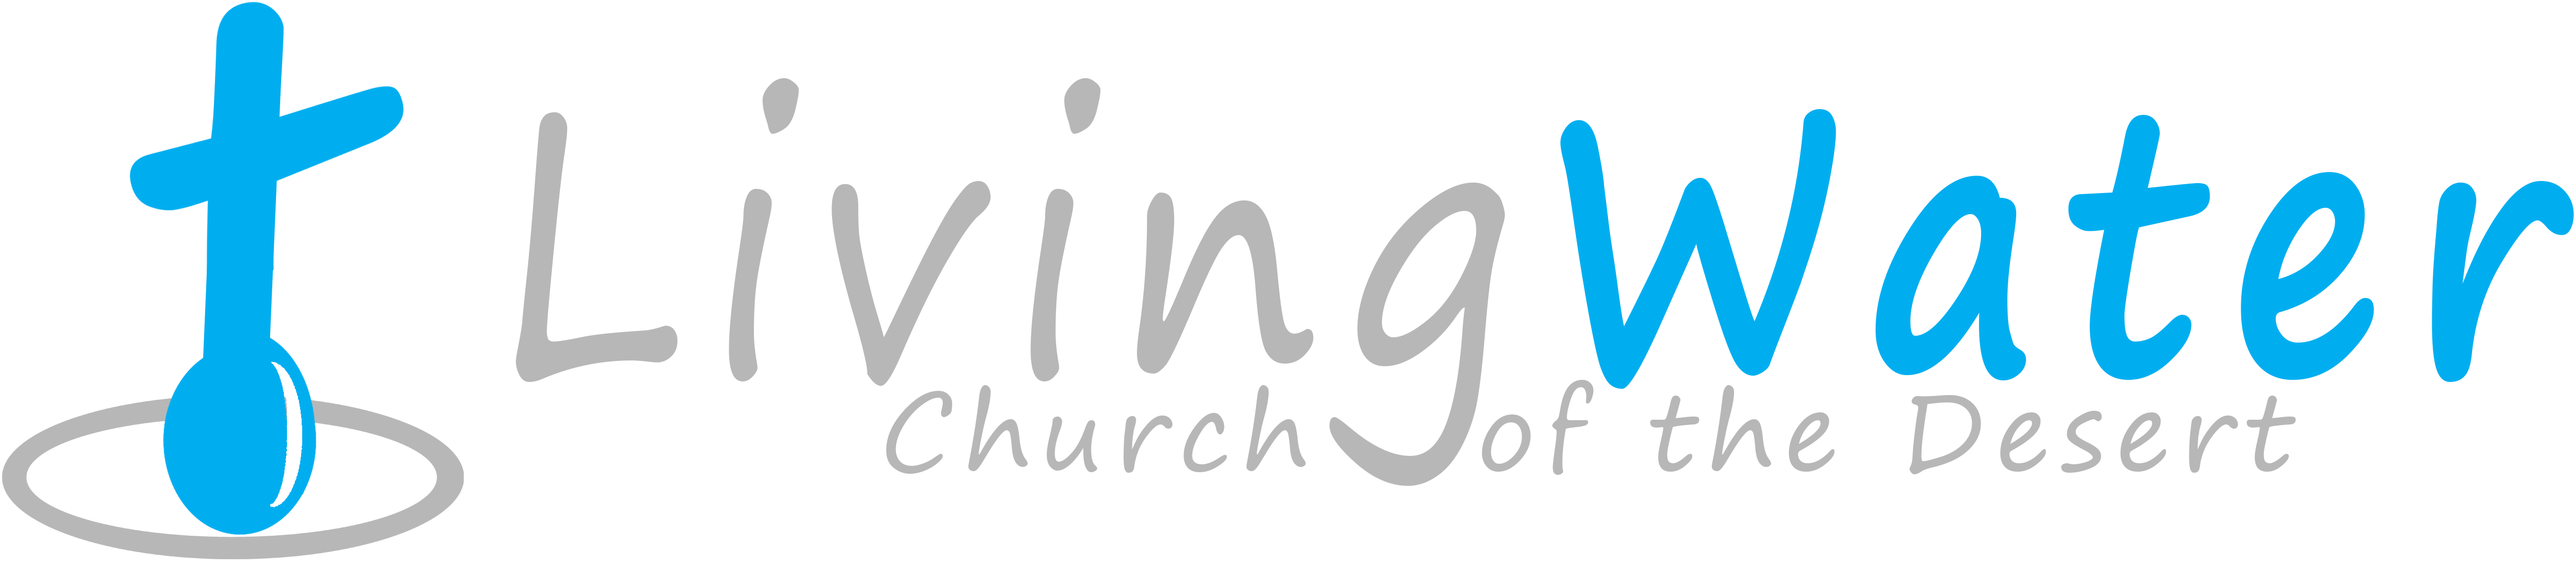 LivingWater
Church of the Desert